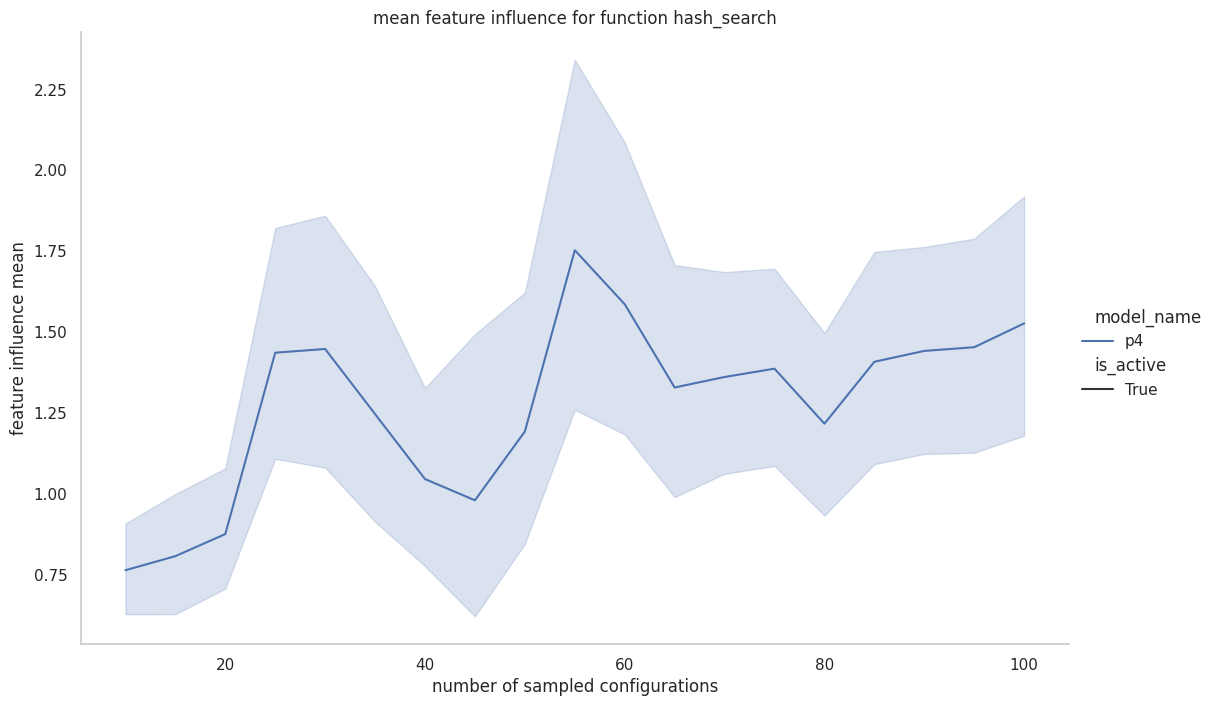 mean feature influence for function hash_search
feature influence mean
2.25
2.00
1.75
1.50
1.25
1.00
0.75
20
40
60
80
100
number of sampled configurations
model_name
p4
is_active
True